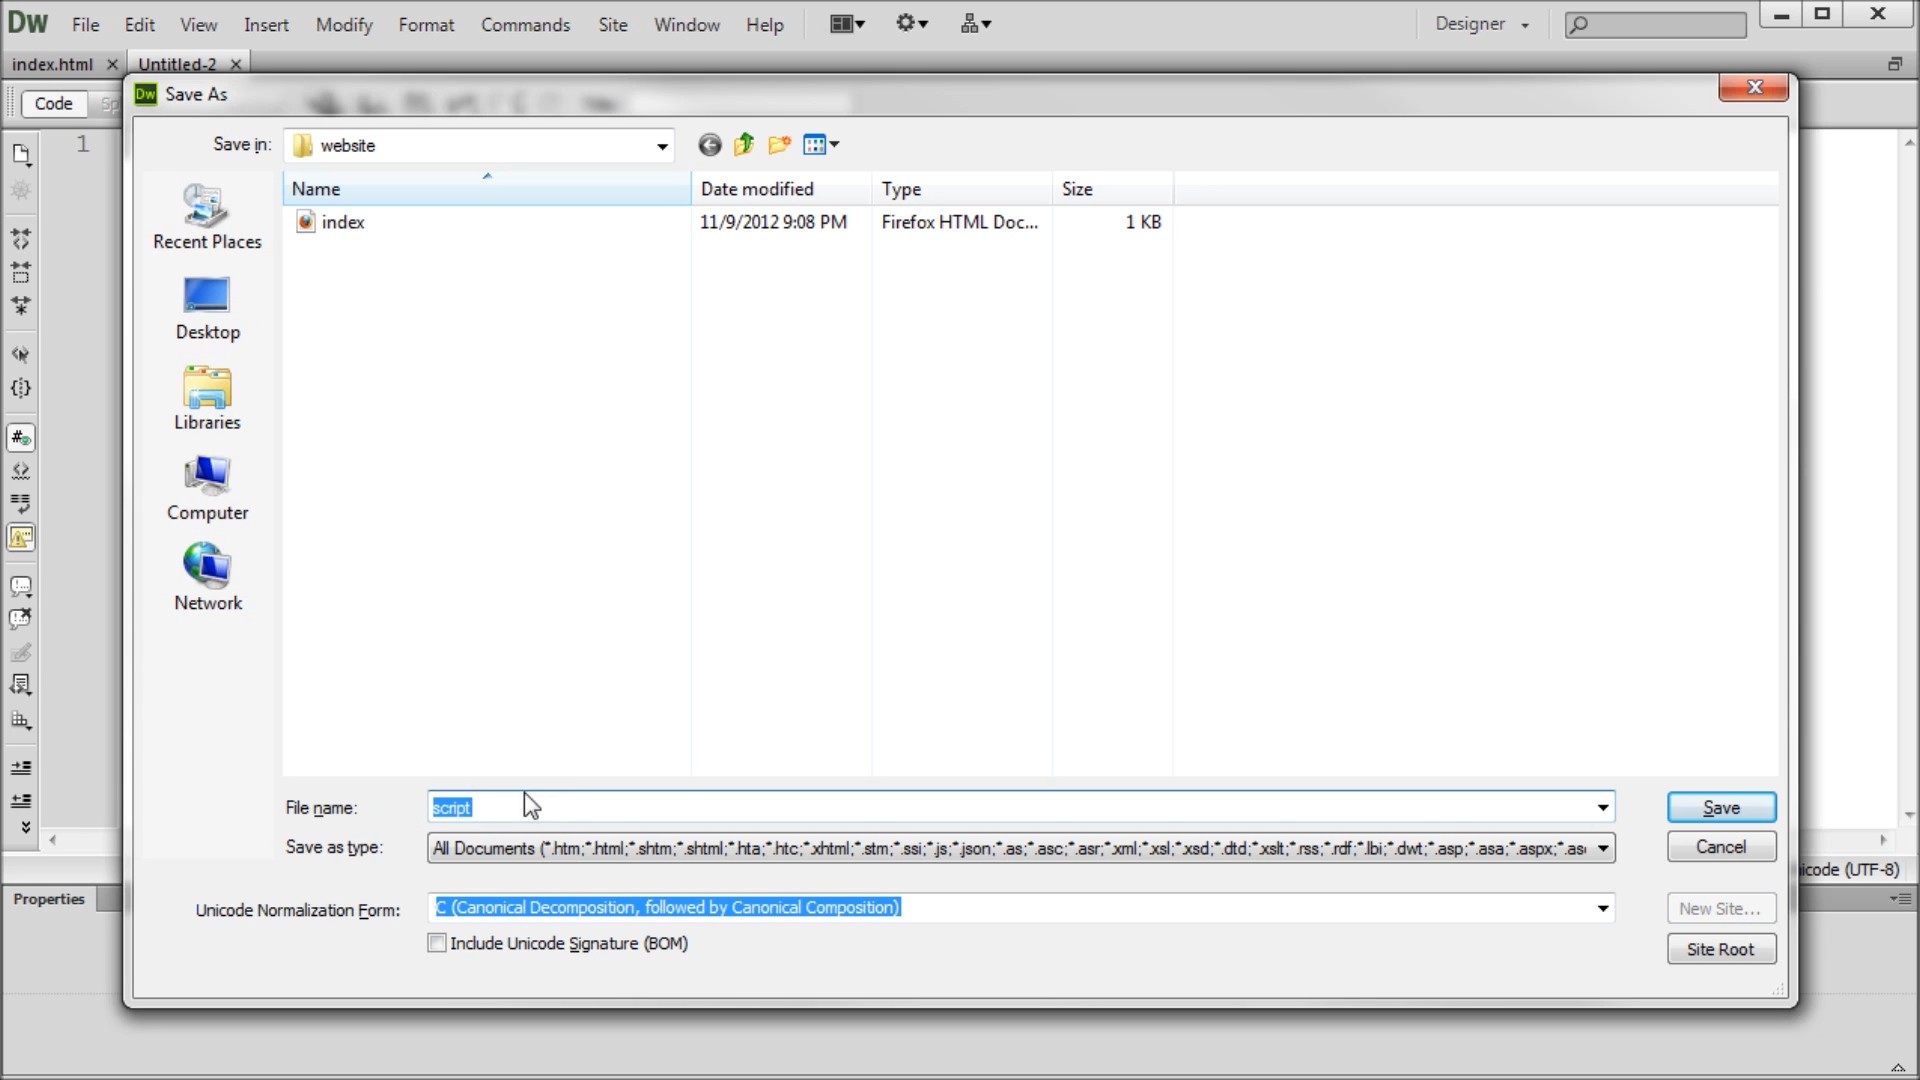 Dw File Edit View Insert Modify Format Commands Site Window Help Designer
index.html Untitled-2
Code
Dw Save As
1
Save in: website
Name Date modified Type Size
index 11/9/2012 9:08 PM Firefox HTML Doc... 1 KB
Recent Places
Desktop
Libraries
Computer
Network
File name: script Save
Save as type: All Documents (*.htm;*.html;*.shtm;*.shtml;*.hta;*.htc;*.xhtml;*.stm;*.ssi;*.js;*.json;*.as;*.asc;*.asr;*.xml;*.xsl;*.xsd;*.dtd;*.xslt;*.rss;*.rdf;*.lbi;*.dwt;*.asp;*.asa;*.aspx;*.as Cancel
icode (UTF-8)
Properties
Unicode Normalization Form: C (Canonical Decomposition, followed by Canonical Composition) New Site...
Include Unicode Signature (BOM) Site Root